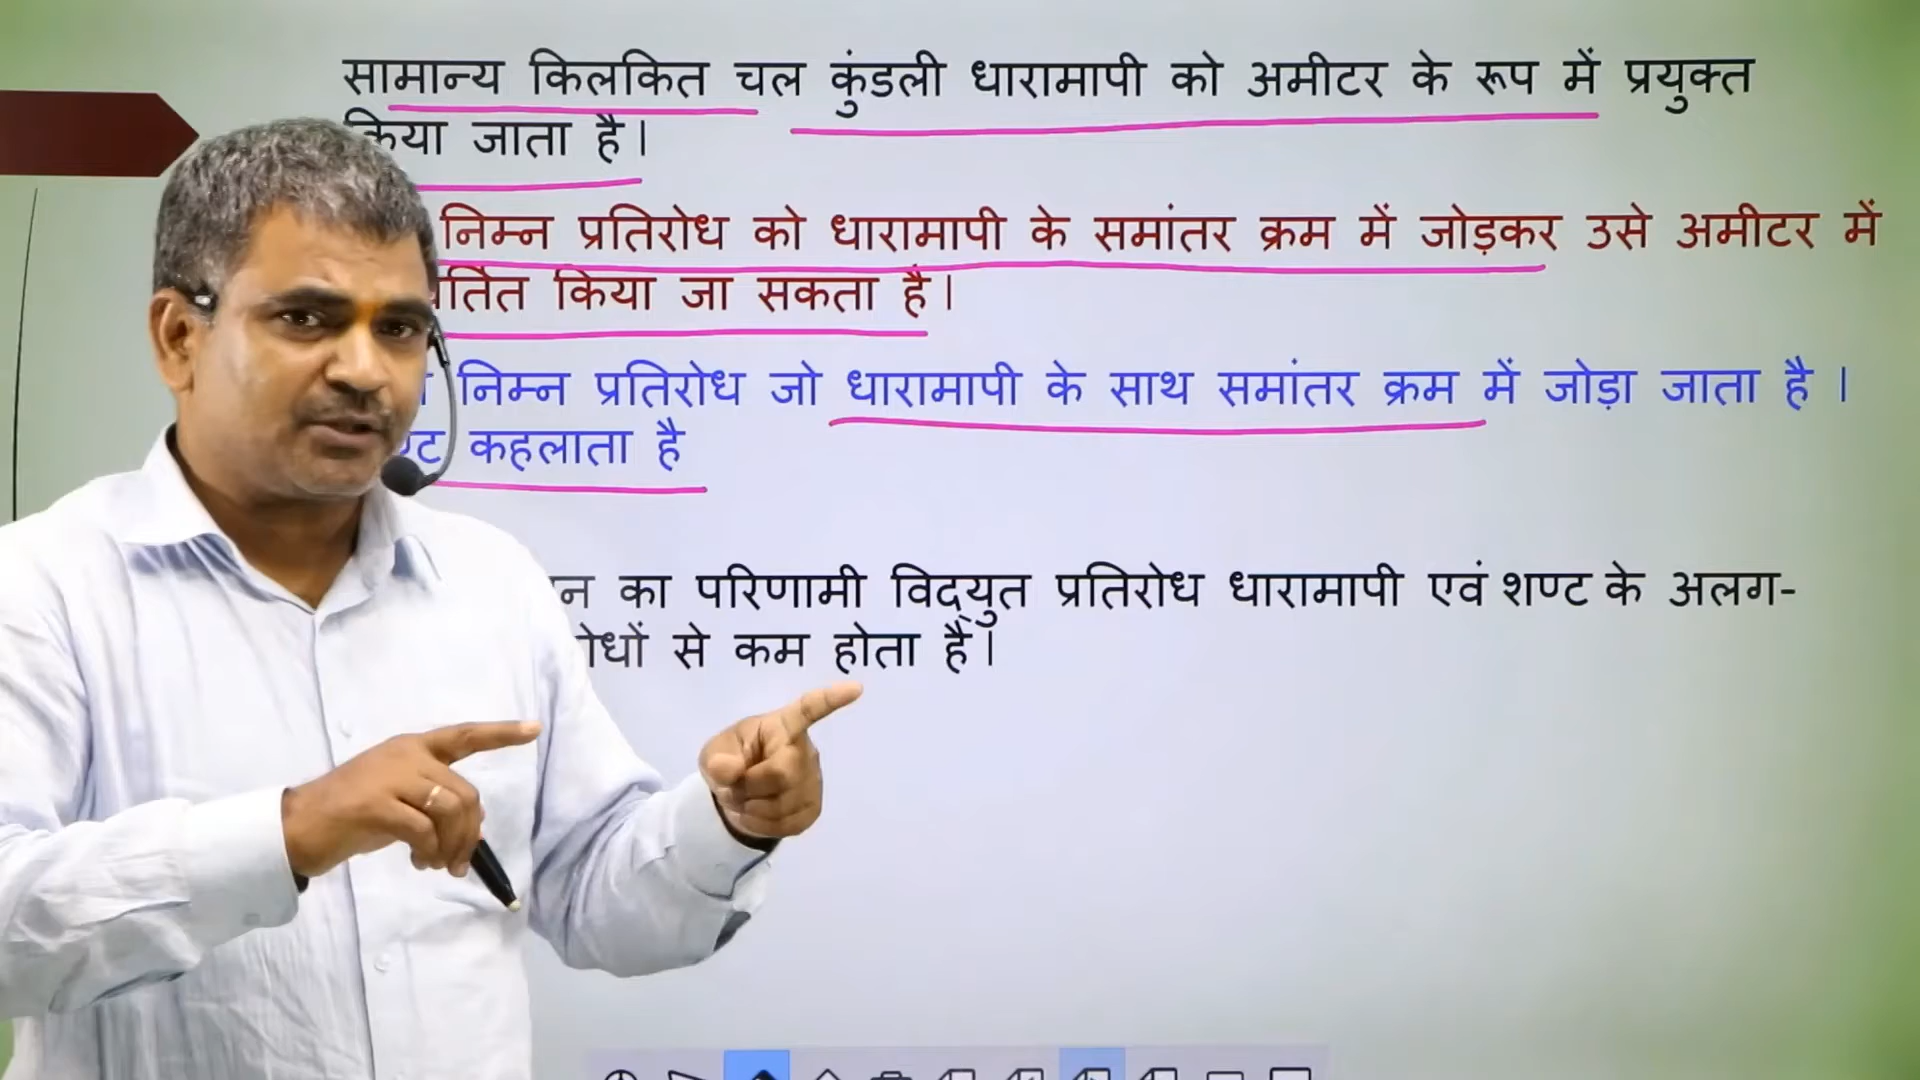 सामान्य किलकित चल कुंडली धारामापी को अमीटर के रूप में प्रयुक्त
किया जाता है।
निम्न प्रतिरोध को धारामापी के समांतर क्रम में जोड़कर उसे अमीटर में
किया जा सकता है।
निम्न प्रतिरोध जो धारामापी के साथ समांतर क्रम में जोड़ा जाता है ।
कहलाता है
का परिणामी विद्युत प्रतिरोध धारामापी एवं शण्ट के अलग-
से कम होता है।